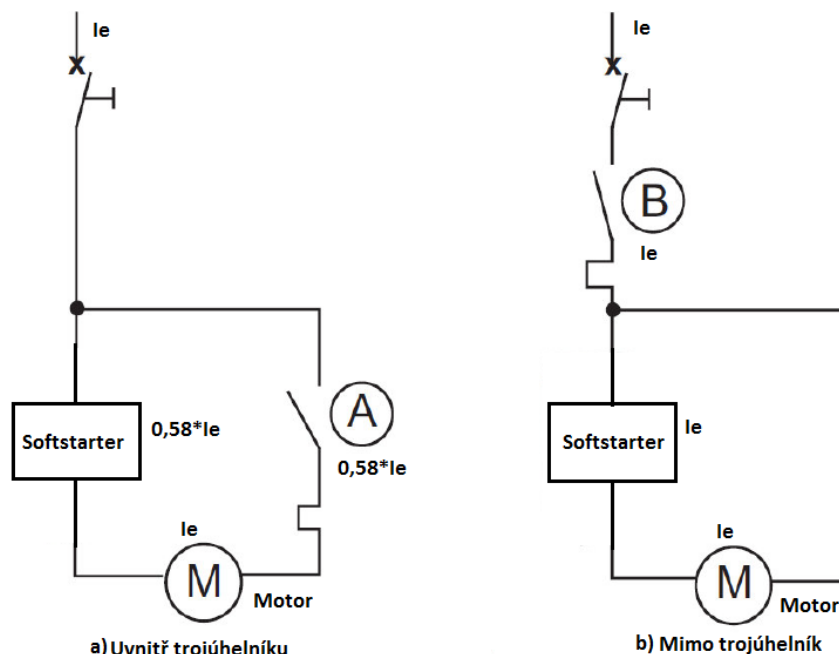 Ie
x
Softstarter
0,58*Ie
A
0,58*Ie
Ie
M
Motor
a) Uvnitř trojúhelníku
Ie
x
B
Ie
Softstarter
Ie
Ie
M
Motor
b) Mimo trojúhelník